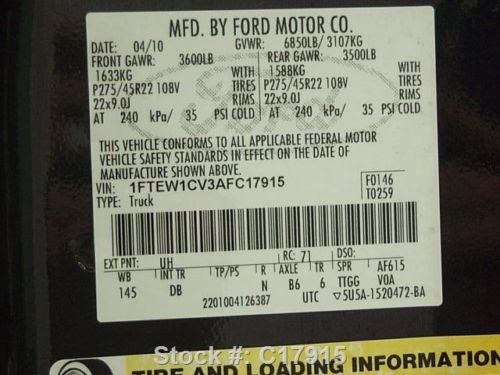 MFD. BY FORD MOTOR CO.
DATE: 04/10 GVWR: 6850LB/ 3107KG
FRONT GAWR: 3600LB REAR GAWR: 3500LB
1633KG WITH 1588KG WITH
P275/45R22 108V TIRES P275/45R22 108V TIRES
22x9.0J RIMS 22x9.0J RIMS
AT 240 kPa/ 35 PSI COLD AT 240 kPa/ 35 PSI COLD
THIS VEHICLE CONFORMS TO ALL APPLICABLE FEDERAL MOTOR
VEHICLE SAFETY STANDARDS IN EFFECT ON THE DATE OF
MANUFACTURE SHOWN ABOVE.
VIN: 1FTEW1CV3AFC17915 F0146
TYPE: Truck T0259
EXT PNT: UH RC: 71 DSO:
WB INT TR TP/PS R AXLE TR SPR AF615
145 DB N B6 6 TTGG V0A
2201004126387 UTC ▽5U5A-1520472-BA
Stock #: C17915
TIRE AND LOADING INFORMATION